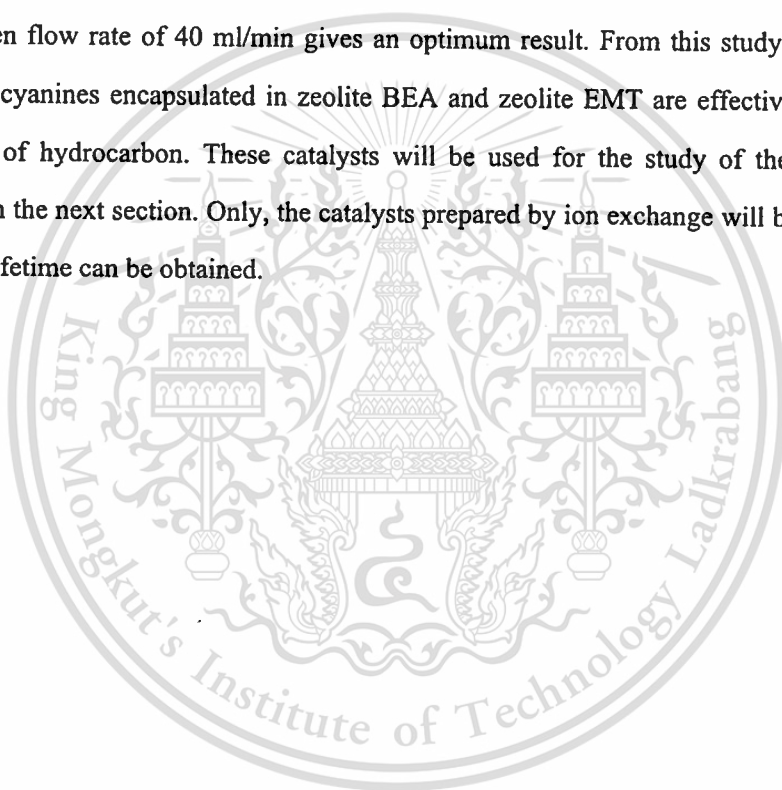 en flow rate of 40 ml/min gives an optimum result. From this study
cyanines encapsulated in zeolite BEA and zeolite EMT are effectiv
of hydrocarbon. These catalysts will be used for the study of the
n the next section. Only, the catalysts prepared by ion exchange will b
fetime can be obtained.
King Mongkut's Institute of Technology Ladkrabang